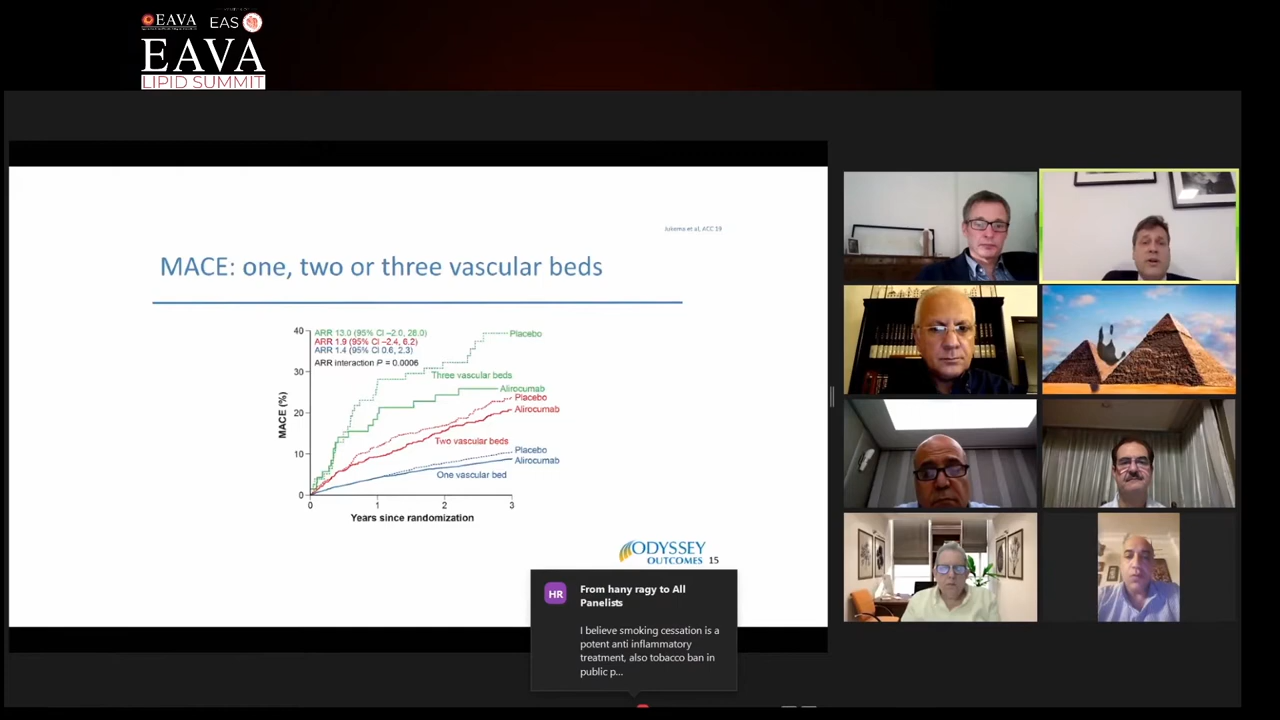 EAVA
EAS
EAVA
LIPID SUMMIT
Jukema et al, ACC 19
MACE: one, two or three vascular beds
ARR 13.0 (95% CI –2.0, 28.0)
ARR 1.9 (95% CI –2.4, 6.2)
ARR 1.4 (95% CI 0.6, 2.3)
ARR interaction P = 0.0006
MACE (%)
40
30
20
10
0
Placebo
Three vascular beds
Alirocumab
Placebo
Alirocumab
Two vascular beds
Placebo
Alirocumab
One vascular bed
0 1 2 3
Years since randomization
ODYSSEY
OUTCOMES 15
HR
From hany ragy to All
Panelists
I believe smoking cessation is a
potent anti inflammatory
treatment, also tobacco ban in
public p...